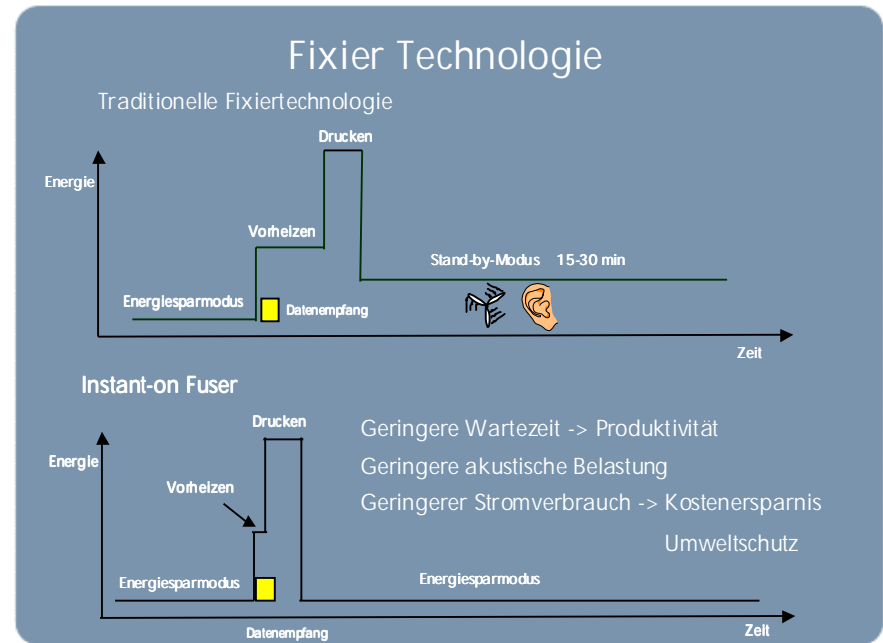 Fixier Technologie
Traditionelle Fixiertechnologie
Drucken
Energie
Vorheizen
Stand-by-Modus 15-30 min
Energiesparmodus
Datenempfang
Zeit
Instant-on Fuser
Drucken
Geringere Wartezeit -> Produktivität
Energie
Geringere akustische Belastung
Vorheizen
Geringerer Stromverbrauch -> Kostenersparnis
Umweltschutz
Energiesparmodus
Energiesparmodus
Datenempfang
Zeit